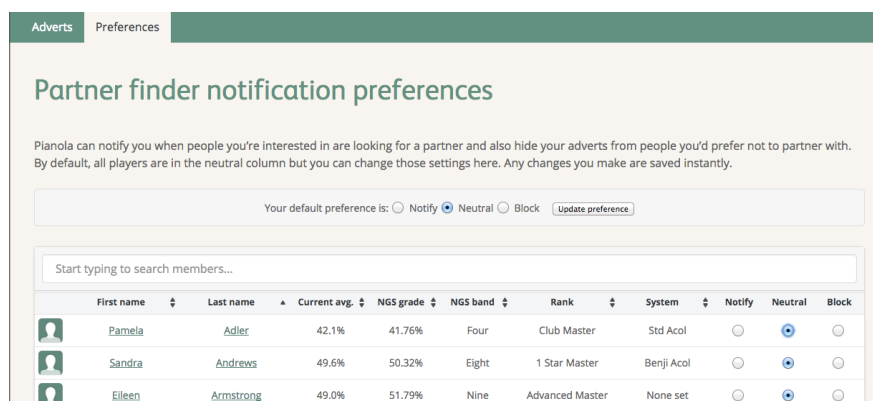 Adverts Preferences
Partner finder notification preferences
Pianola can notify you when people you're interested in are looking for a partner and also hide your adverts from people you'd prefer not to partner with.
By default, all players are in the neutral column but you can change those settings here. Any changes you make are saved instantly.
Your default preference is: Notify Neutral Block Update preference
Start typing to search members...
First name Last name Current avg. NGS grade NGS band Rank System Notify Neutral Block
Pamela Adler 42.1% 41.76% Four Club Master Std Acol
Sandra Andrews 49.6% 50.32% Eight 1 Star Master Benji Acol
Eileen Armstrong 49.0% 51.79% Nine Advanced Master None set